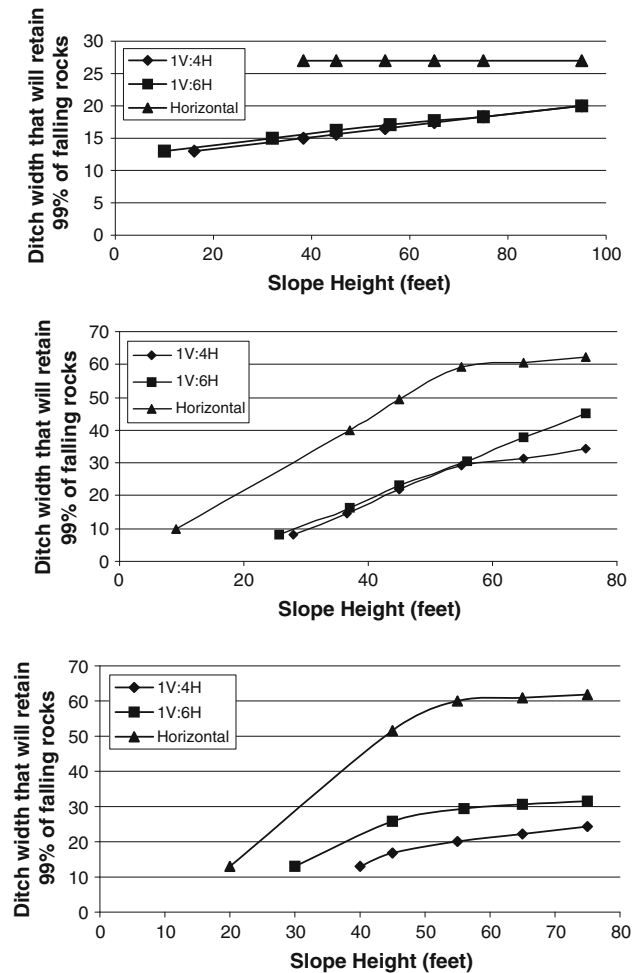 Ditch width that will retain
99% of falling rocks
30
25
20
15
10
5
0
1V:4H
1V:6H
Horizontal
0 20 40 60 80 100
Slope Height (feet)
Ditch width that will retain
99% of falling rocks
70
60
50
40
30
20
10
0
1V:4H
1V:6H
Horizontal
0 20 40 60 80
Slope Height (feet)
Ditch width that will retain
99% of falling rocks
70
60
50
40
30
20
10
0
1V:4H
1V:6H
Horizontal
0 10 20 30 40 50 60 70 80
Slope Height (feet)